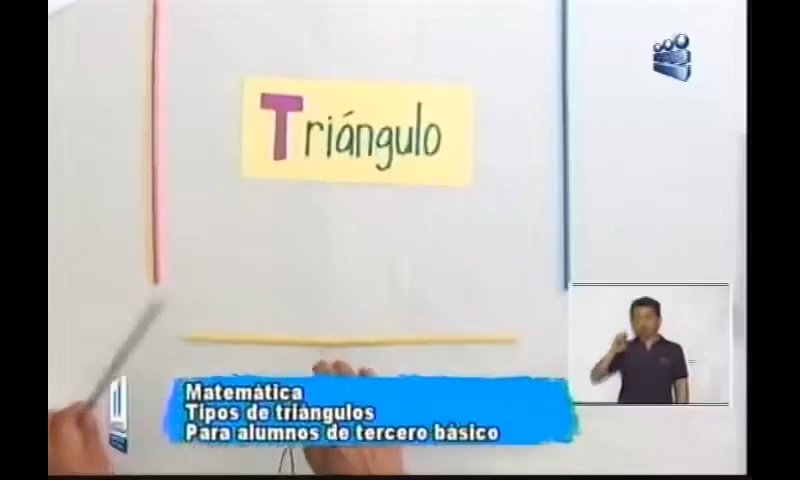 Triángulo
Matemática
Tipos de triángulos
Para alumnos de tercero básico